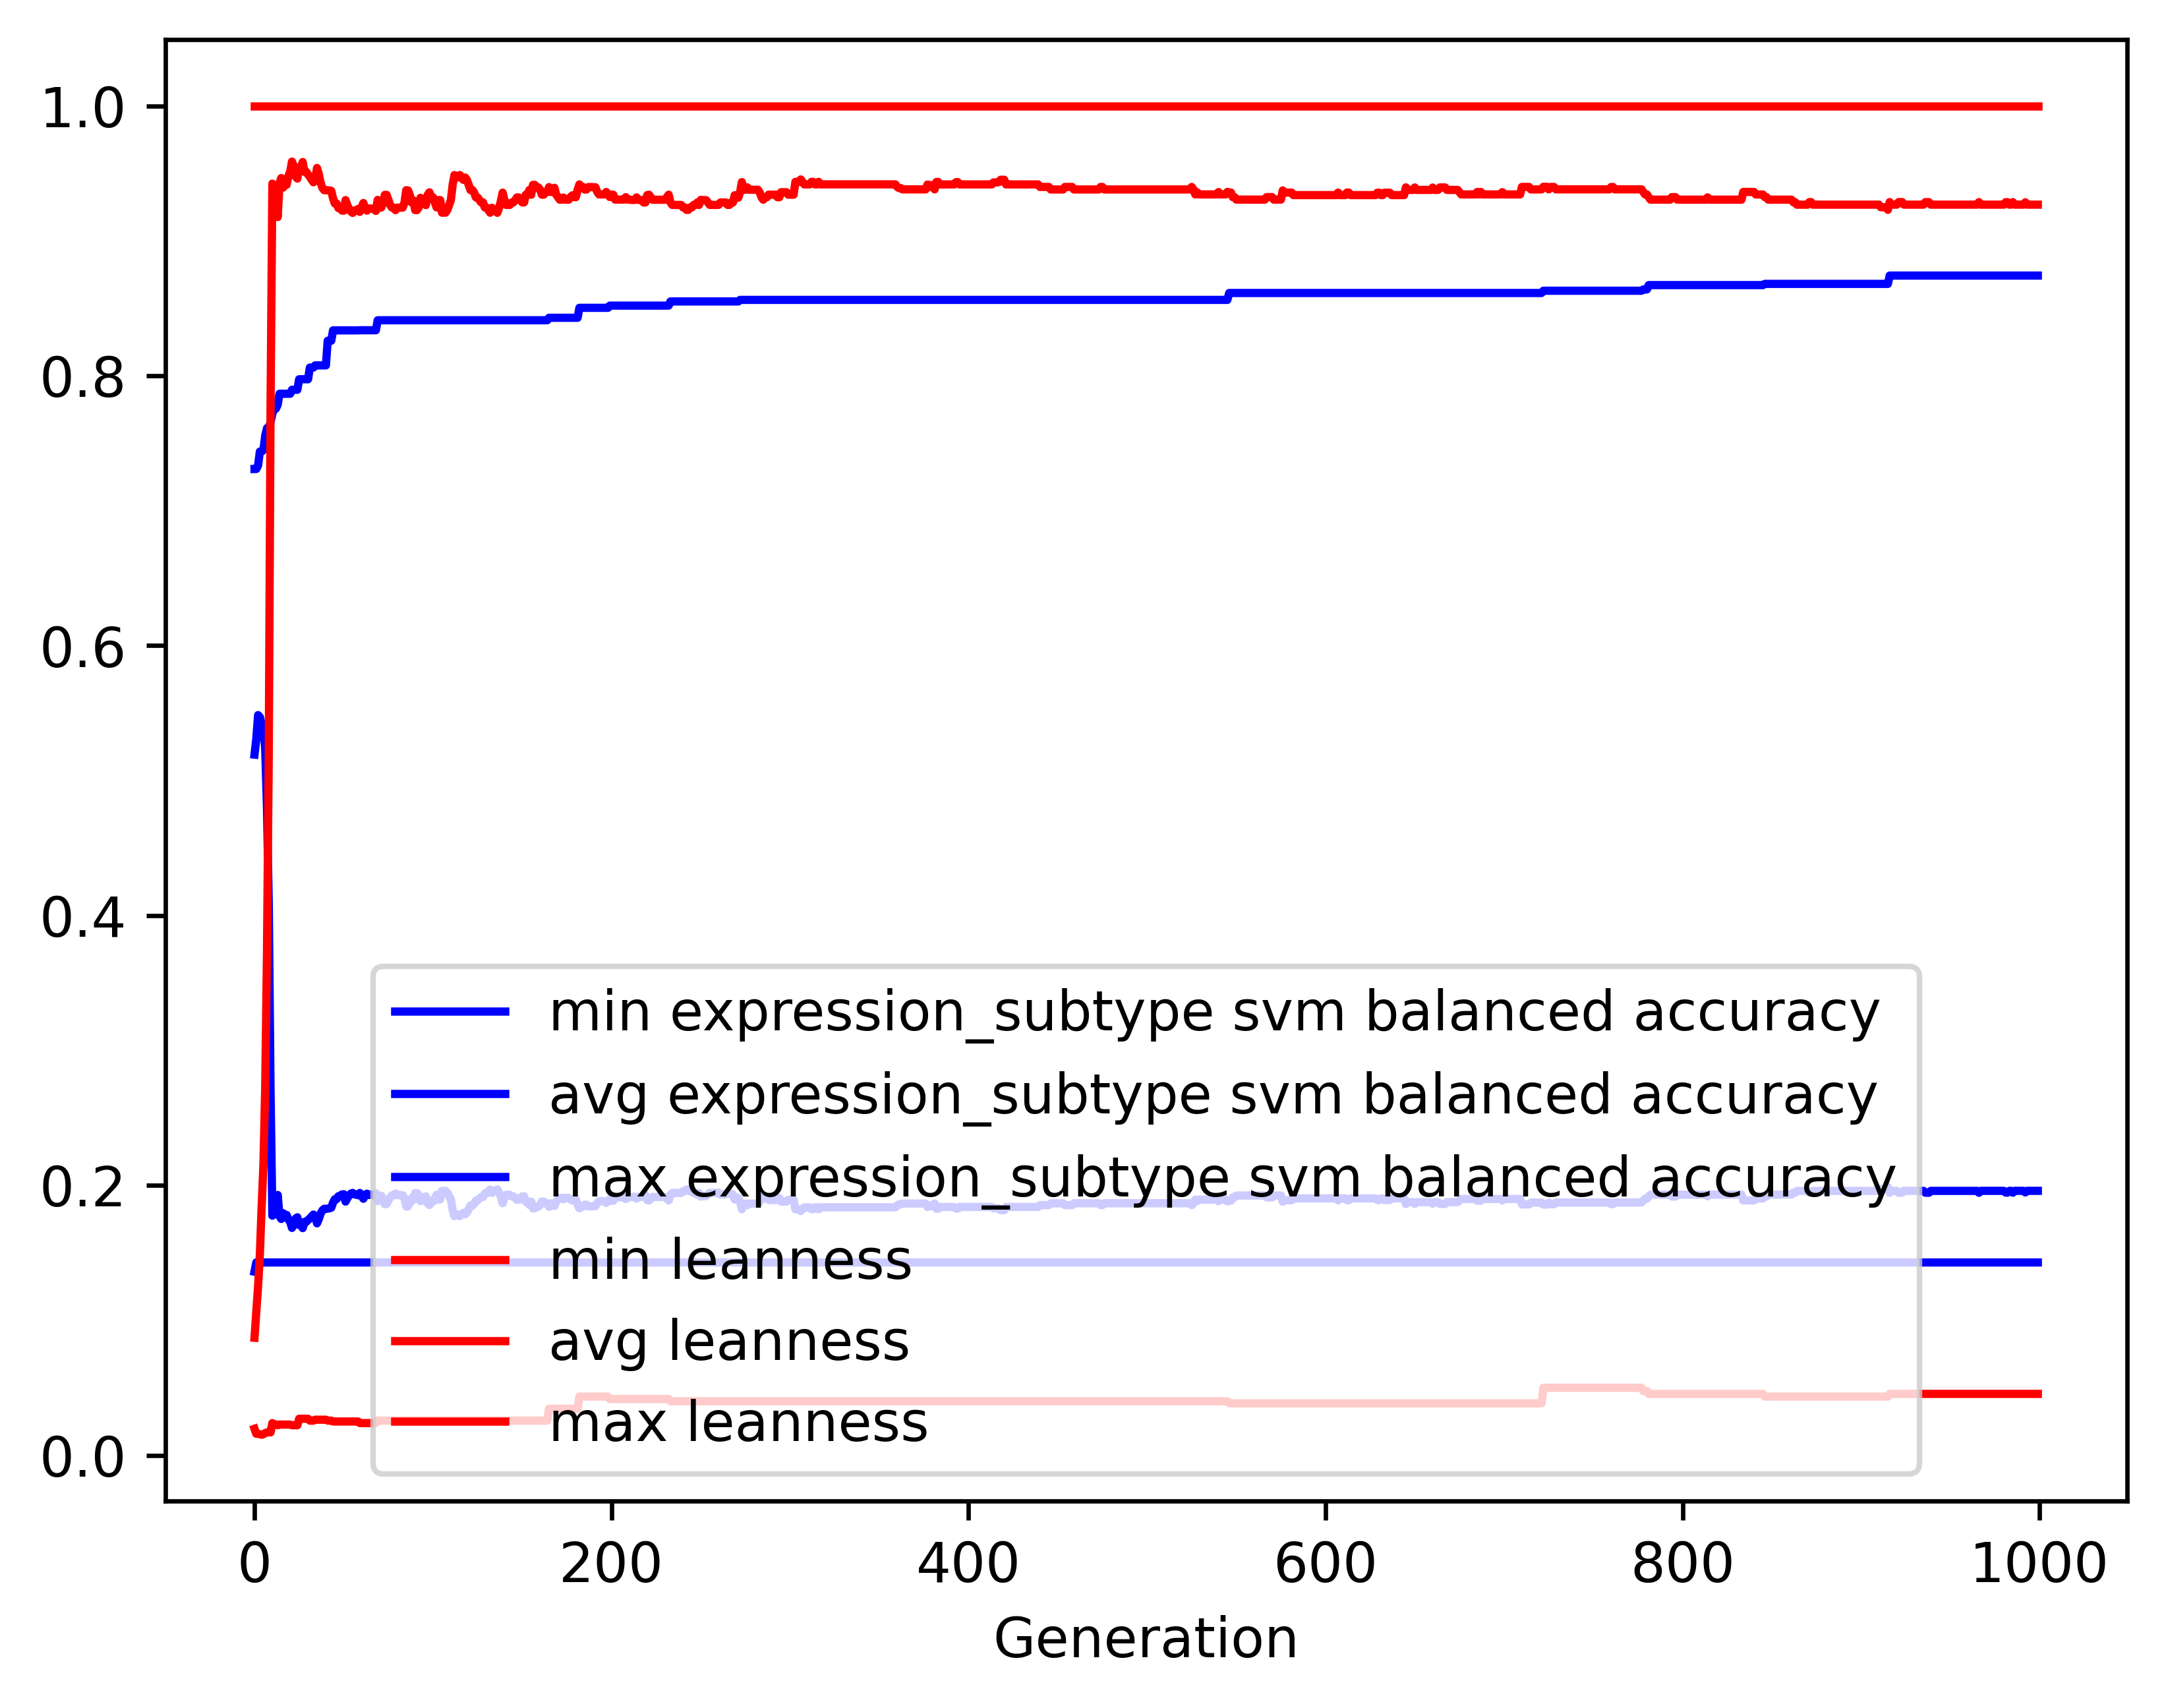 1.0
0.8
0.6
0.4
0.2
0.0
min expression_subtype svm balanced accuracy
avg expression_subtype svm balanced accuracy
max expression_subtype svm balanced accuracy
min leanness
avg leanness
max leanness
0 200 400 600 800 1000
Generation